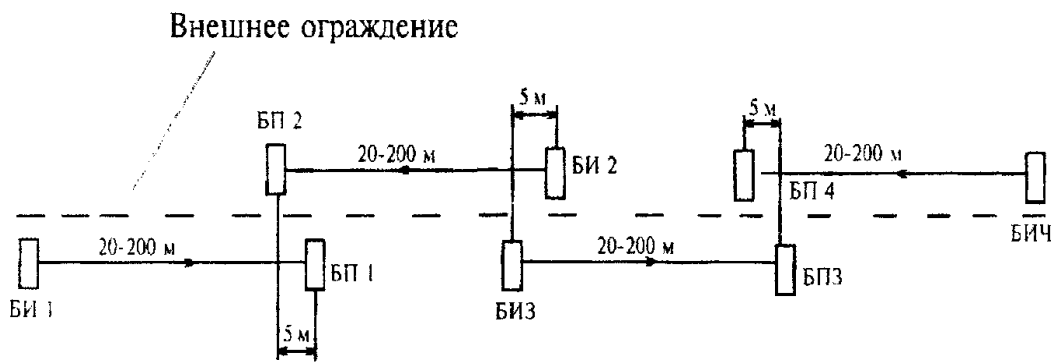 Внешнее ограждение
5 м
5 м
БП 2
20-200 м
БИ 2
20-200 м
БП 4
БИЧ
20-200 м
БП 1
20-200 м
БП3
БИ 1
БИ3
5 м